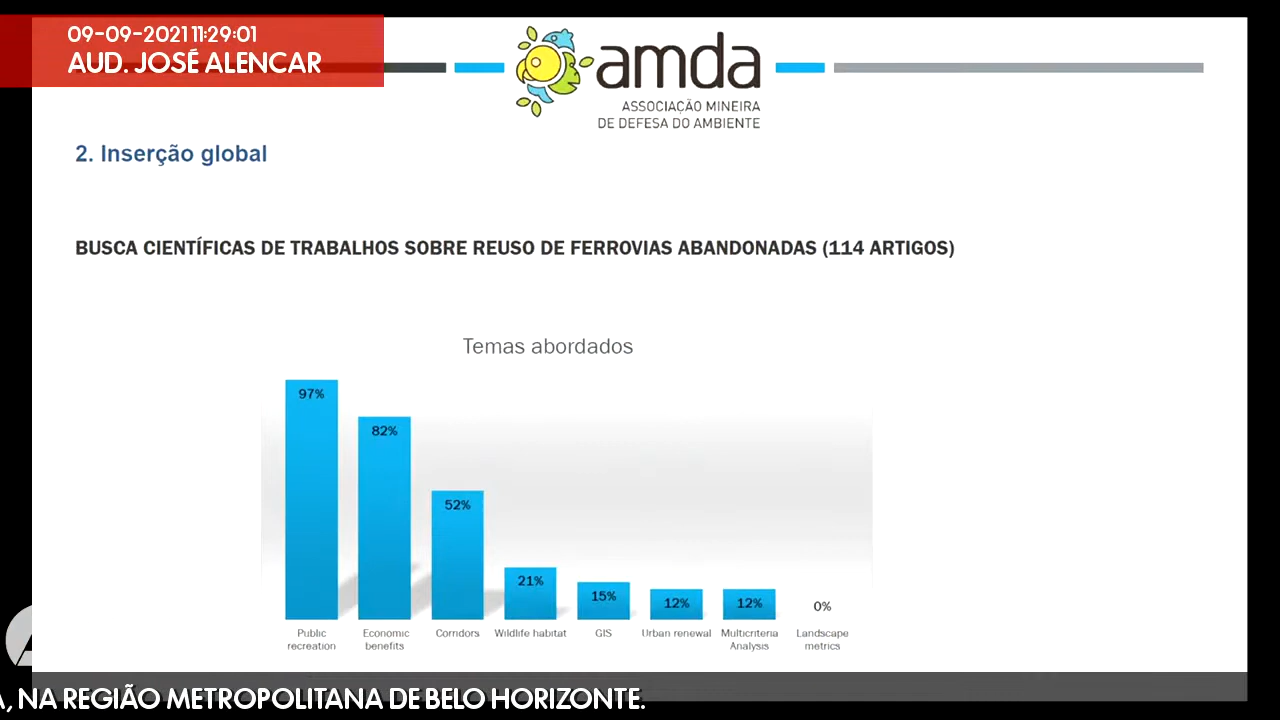 09-09-2021 11:29:01
AUD. JOSÉ ALENCAR
amda
ASSOCIAÇÃO MINEIRA
DE DEFESA DO AMBIENTE
2. Inserção global
BUSCA CIENTÍFICAS DE TRABALHOS SOBRE REUSO DE FERROVIAS ABANDONADAS (114 ARTIGOS)
Temas abordados
97%
82%
52%
21%
15%
12%
12%
0%
Public recreation
Economic benefits
Corridors
Wildlife habitat
GIS
Urban renewal
Multicriteria Analysis
Landscape metrics
, NA REGIÃO METROPOLITANA DE BELO HORIZONTE.